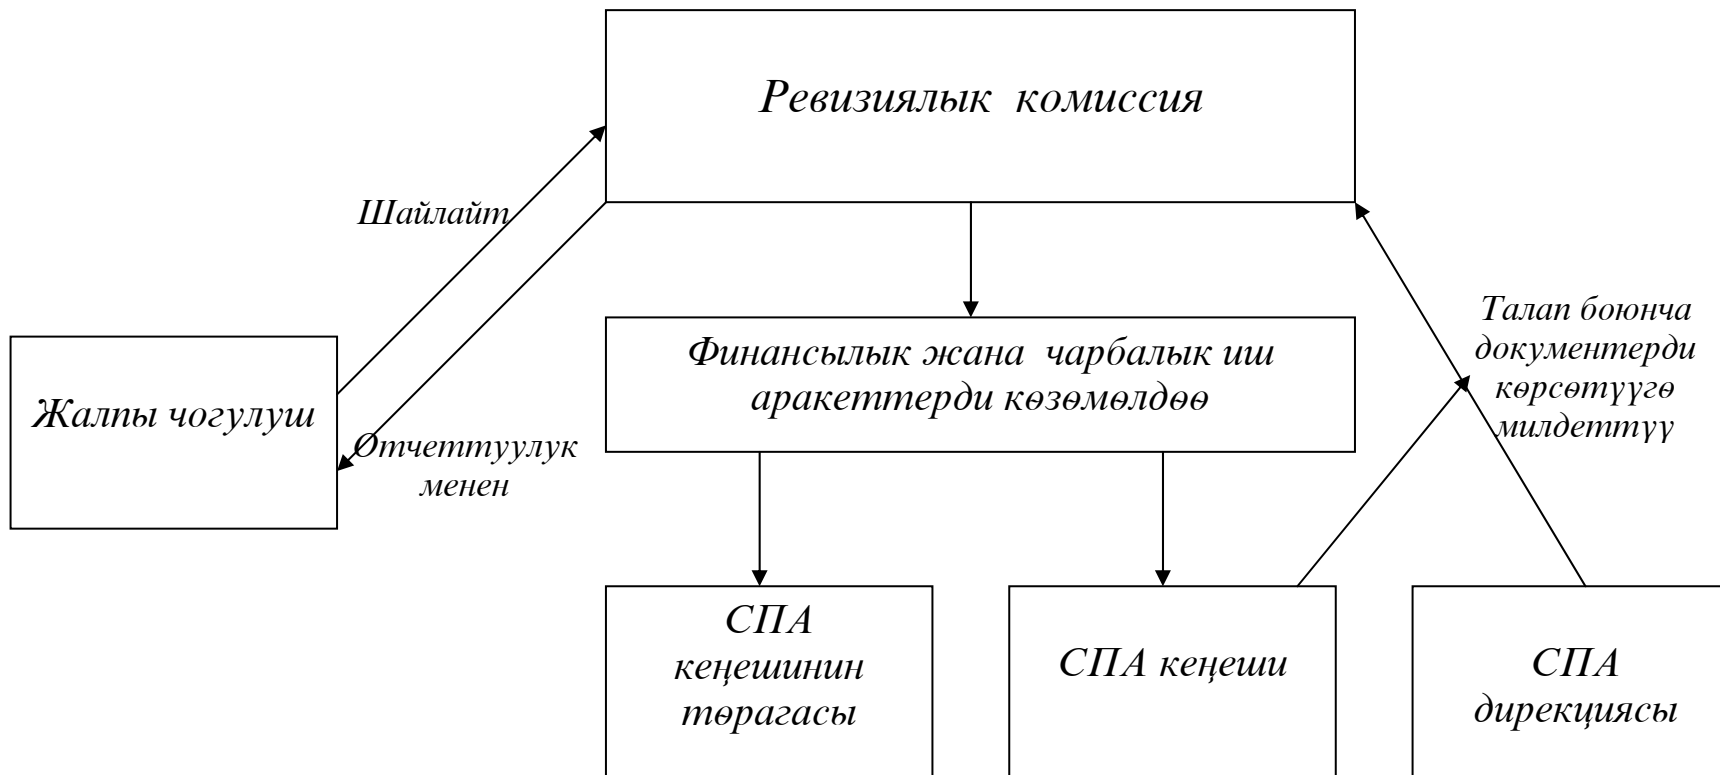 Ревизиялык комиссия
Шайлайт
Талап боюнча
документерди
көрсөтүүгө
милдеттүү
Финансылык жана чарбалык иш
аракеттерди көзөмөлдөө
Жалпы чогулуш
Отчеттуулук
менен
СПА
кеңешинин
төрагасы
СПА кеңеши
СПА
дирекциясы